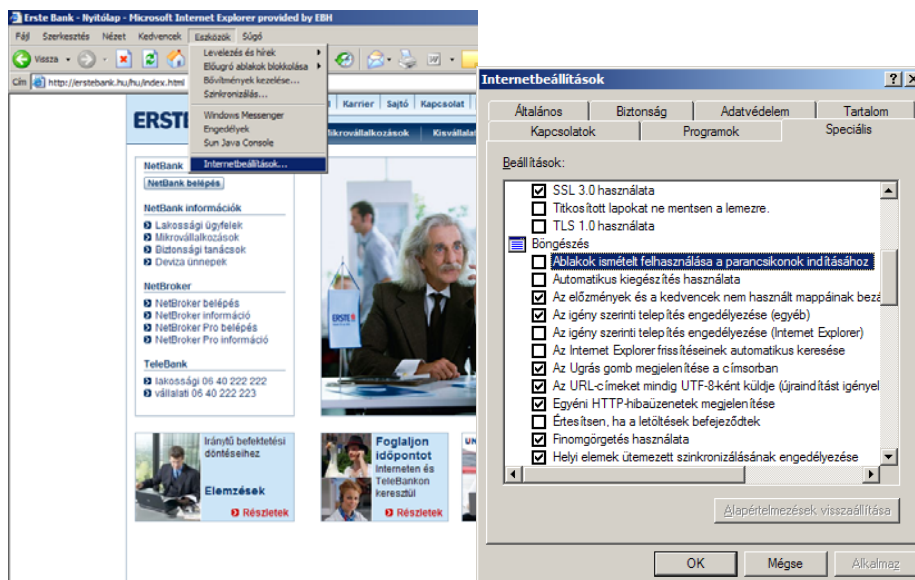 Erste Bank - Nyitólap - Microsoft Internet Explorer provided by EBH
Fájl Szerkesztés Nézet Kedvencek Eszközök Súgó
Vissza
Cím http://erstebank.hu/hu/index.html
Levelezés és hírek
Előugró ablakok blokkolása
Bővítmények kezelése...
Szinkronizálás...
Windows Messenger
Engedélyek
Sun Java Console
Internetbeállítások...
Karrier Sajtó Kapcsolat
Mikrovállalkozások Kisvállalat
NetBank
NetBank belépés
NetBank információk
Lakossági ügyfelek
Mikrovállalkozások
Biztonsági tanácsok
Deviza ünnepek
NetBroker
NetBroker belépés
NetBroker információ
NetBroker Pro belépés
NetBroker Pro információ
TeleBank
lakossági 06 40 222 222
vállalati 06 40 222 223
ERSTE
Iránytű befektetési
döntéseihez
Elemzések
Részletek
Foglaljon
időpontot
Interneten és
TeleBankon
keresztül
Részletek
UN
Internetbeállítások
Általános Biztonság Adatvédelem Tartalom
Kapcsolatok Programok Speciális
Beállítások:
SSL 3.0 használata
Titkosított lapokat ne mentsen a lemezre.
TLS 1.0 használata
Böngészés
Ablakok ismételt felhasználása a parancsikonok indításához
Automatikus kiegészítés használata
Az előzmények és a kedvencek nem használt mappáinak bezá
Az igény szerinti telepítés engedélyezése (egyéb)
Az igény szerinti telepítés engedélyezése (Internet Explorer)
Az Internet Explorer frissítéseinek automatikus keresése
Az Ugrás gomb megjelenítése a címsorban
Az URL-címeket mindig UTF-8-ként küldje (újraindítást igényel
Egyéni HTTP-hibaüzenetek megjelenítése
Értesítsen, ha a letöltések befejeződtek
Finomgörgetés használata
Helyi elemek ütemezett szinkronizálásának engedélyezése
Alapértelmezések visszaállítása
OK Mégse Alkalmaz